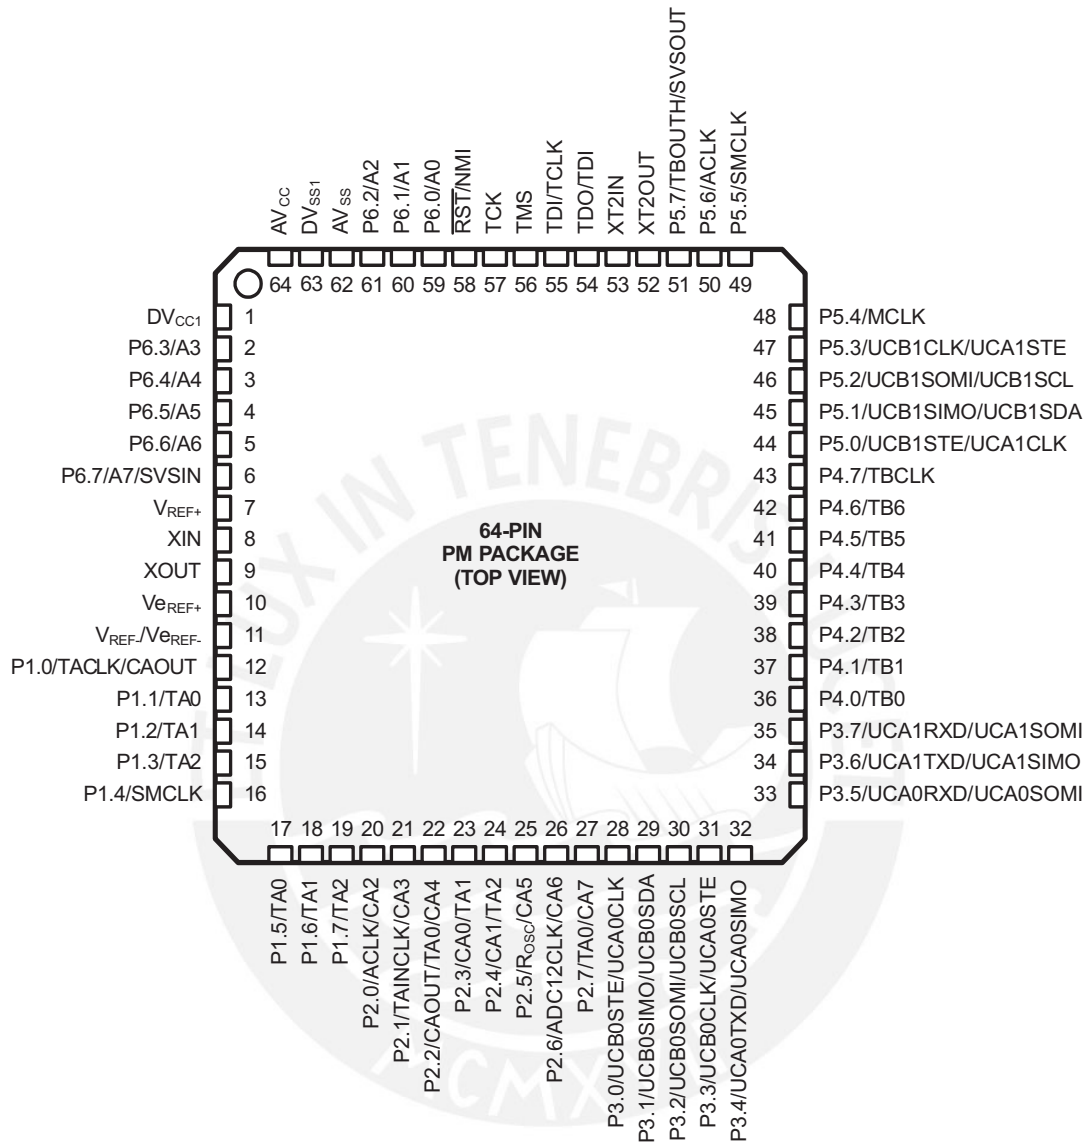 AVCC
DVSS1
AVSS
P6.2/A2
P6.1/A1
P6.0/A0
RST/NMI
TCK
TMS
TDI/TCLK
TDO/TDI
XT2IN
XT2OUT
P5.7/TBOUTH/SVSOUT
P5.6/ACLK
P5.5/SMCLK
64 63 62 61 60 59 58 57 56 55 54 53 52 51 50 49
DVCC1 1
P6.3/A3 2
P6.4/A4 3
P6.5/A5 4
P6.6/A6 5
P6.7/A7/SVSIN 6
VREF+ 7
XIN 8
XOUT 9
VeREF+ 10
VREF-/VeREF- 11
P1.0/TACLK/CAOUT 12
P1.1/TA0 13
P1.2/TA1 14
P1.3/TA2 15
P1.4/SMCLK 16
64-PIN
PM PACKAGE
(TOP VIEW)
48 P5.4/MCLK
47 P5.3/UCB1CLK/UCA1STE
46 P5.2/UCB1SOMI/UCB1SCL
45 P5.1/UCB1SIMO/UCB1SDA
44 P5.0/UCB1STE/UCA1CLK
43 P4.7/TBCLK
42 P4.6/TB6
41 P4.5/TB5
40 P4.4/TB4
39 P4.3/TB3
38 P4.2/TB2
37 P4.1/TB1
36 P4.0/TB0
35 P3.7/UCA1RXD/UCA1SOMI
34 P3.6/UCA1TXD/UCA1SIMO
33 P3.5/UCA0RXD/UCA0SOMI
17 18 19 20 21 22 23 24 25 26 27 28 29 30 31 32
P1.5/TA0
P1.6/TA1
P1.7/TA2
P2.0/ACLK/CA2
P2.1/TAINCLK/CA3
P2.2/CAOUT/TA0/CA4
P2.3/CA0/TA1
P2.4/CA1/TA2
P2.5/ROSC/CA5
P2.6/ADC12CLK/CA6
P2.7/TA0/CA7
P3.0/UCB0STE/UCA0CLK
P3.1/UCB0SIMO/UCB0SDA
P3.2/UCB0SOMI/UCB0SCL
P3.3/UCB0CLK/UCA0STE
P3.4/UCA0TXD/UCA0SIMO
LUX IN TENEBRIS